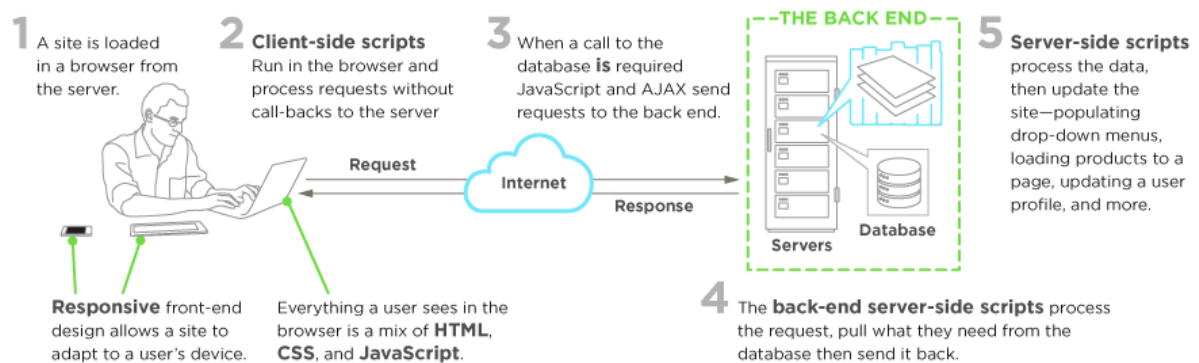 1 A site is loaded
in a browser from
the server.
2 Client-side scripts
Run in the browser and
process requests without
call-backs to the server
3 When a call to the
database is required
JavaScript and AJAX send
requests to the back end.
THE BACK END
Servers
Database
5 Server-side scripts
process the data,
then update the
site—populating
drop-down menus,
loading products to a
page, updating a user
profile, and more.
Request
Internet
Response
Responsive front-end
design allows a site to
adapt to a user's device.
Everything a user sees in the
browser is a mix of HTML,
CSS, and JavaScript.
4 The back-end server-side scripts process
the request, pull what they need from the
database then send it back.